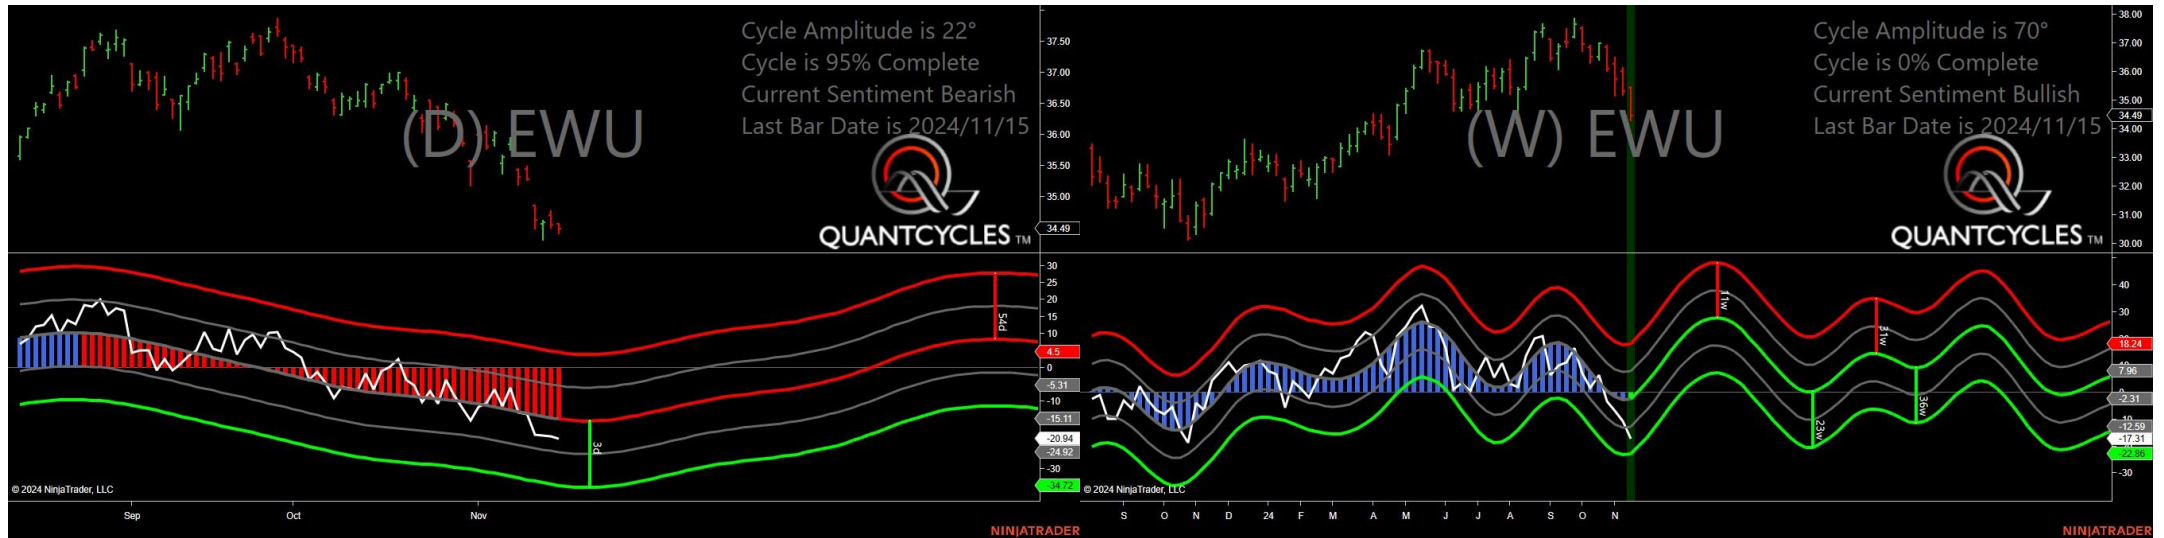 Cycle Amplitude is 22°
Cycle is 95% Complete
Current Sentiment Bearish
Last Bar Date is 2024/11/15
(D) EWU
QUANTCYCLES TM
37.50
37.00
36.50
36.00
35.50
35.00
34.49
30
25
20
15
10
4.5
0
-5.31
-10
-15.11
-20.94
-24.92
-30
-34.72
54d
3d
© 2024 NinjaTrader, LLC
Sep Oct Nov
NINJATRADER
Cycle Amplitude is 70°
Cycle is 0% Complete
Current Sentiment Bullish
Last Bar Date is 2024/11/15
(W) EWU
QUANTCYCLES TM
38.00
37.00
36.00
35.00
34.49
34.00
33.00
32.00
31.00
30.00
40
30
18.24
7.96
0
-2.31
-12.59
-17.31
-22.86
-30
11w
31w
23w
36w
© 2024 NinjaTrader, LLC
S O N D 24 F M A M J J A S O N
NINJATRADER